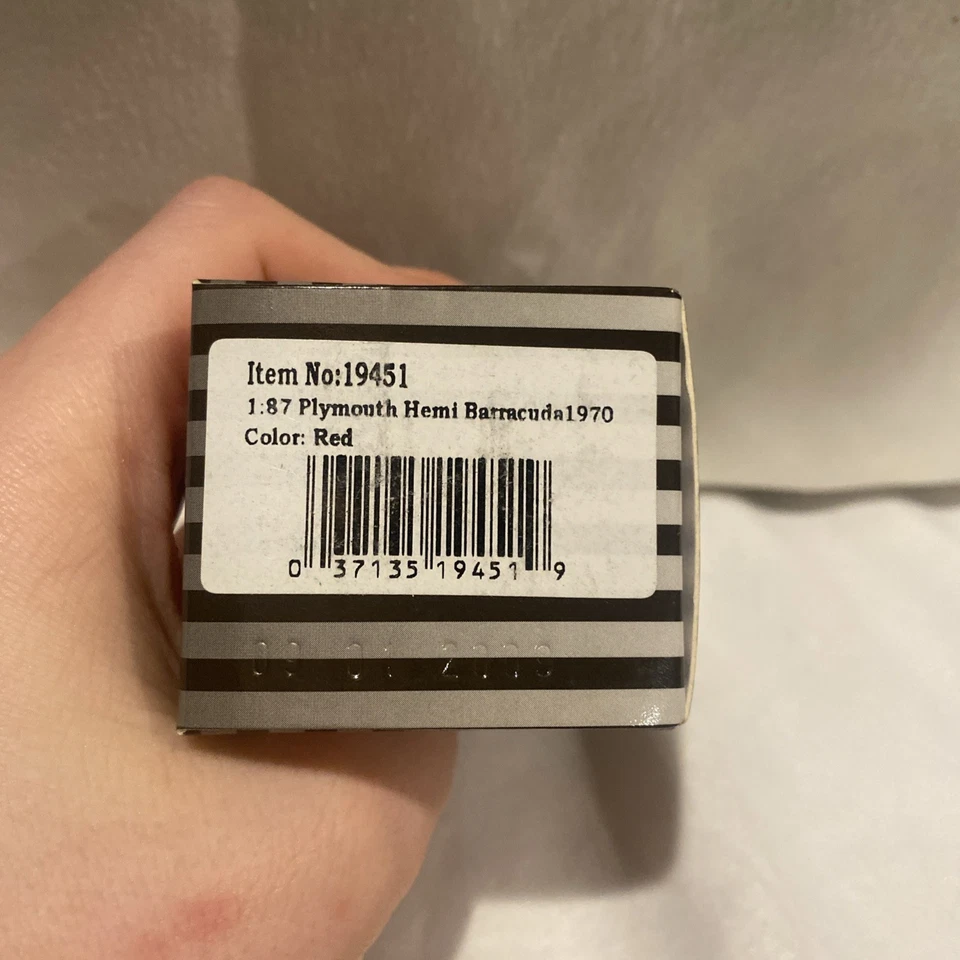 Item No:19451
1:87 Plymouth Hemi Barracuda1970
Color: Red
0 37135 19451 9